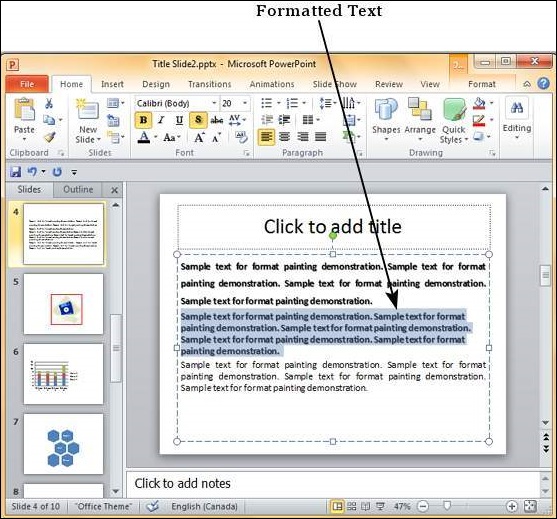 Formatted Text
Title Slide2.pptx - Microsoft PowerPoint
File Home Insert Design Transitions Animations Slide Show Review View Format
Calibri (Body) 20
Paste New Slide B I U S abc AV Shapes Arrange Quick Styles Editing
Aa A A
Clipboard Slides Font Paragraph Drawing
Slides Outline
4
5
6
7
8
Click to add title
Sample text for format painting demonstration. Sample text for format
painting demonstration. Sample text for format painting demonstration.
Sample text for format painting demonstration.
Sample text for format painting demonstration. Sample text for format
painting demonstration. Sample text for format painting demonstration.
Sample text for format painting demonstration. Sample text for format
painting demonstration.
Sample text for format painting demonstration. Sample text for format
painting demonstration. Sample text for format painting demonstration.
Sample text for format painting demonstration.
Click to add notes
Slide 4 of 10 "Office Theme" English (Canada) 47%